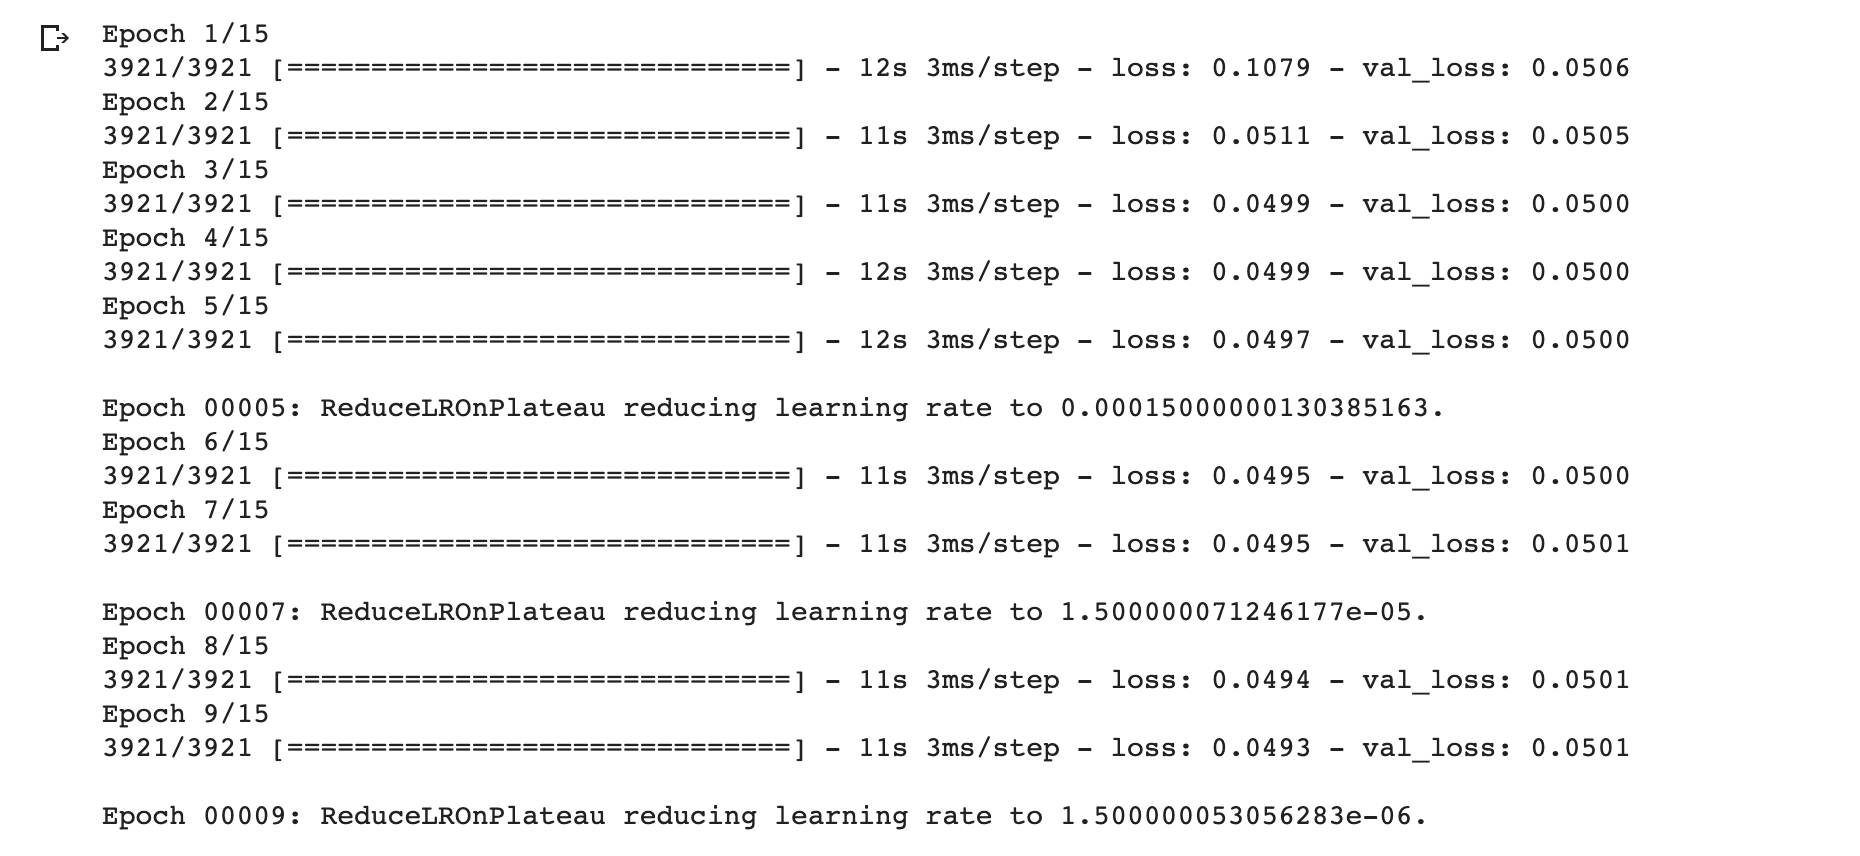 Epoch 1/15
3921/3921 [==============================] - 12s 3ms/step - loss: 0.1079 - val_loss: 0.0506
Epoch 2/15
3921/3921 [==============================] - 11s 3ms/step - loss: 0.0511 - val_loss: 0.0505
Epoch 3/15
3921/3921 [==============================] - 11s 3ms/step - loss: 0.0499 - val_loss: 0.0500
Epoch 4/15
3921/3921 [==============================] - 12s 3ms/step - loss: 0.0499 - val_loss: 0.0500
Epoch 5/15
3921/3921 [==============================] - 12s 3ms/step - loss: 0.0497 - val_loss: 0.0500
Epoch 00005: ReduceLROnPlateau reducing learning rate to 0.00015000000130385163.
Epoch 6/15
3921/3921 [==============================] - 11s 3ms/step - loss: 0.0495 - val_loss: 0.0500
Epoch 7/15
3921/3921 [==============================] - 11s 3ms/step - loss: 0.0495 - val_loss: 0.0501
Epoch 00007: ReduceLROnPlateau reducing learning rate to 1.500000071246177e-05.
Epoch 8/15
3921/3921 [==============================] - 11s 3ms/step - loss: 0.0494 - val_loss: 0.0501
Epoch 9/15
3921/3921 [==============================] - 11s 3ms/step - loss: 0.0493 - val_loss: 0.0501
Epoch 00009: ReduceLROnPlateau reducing learning rate to 1.500000053056283e-06.